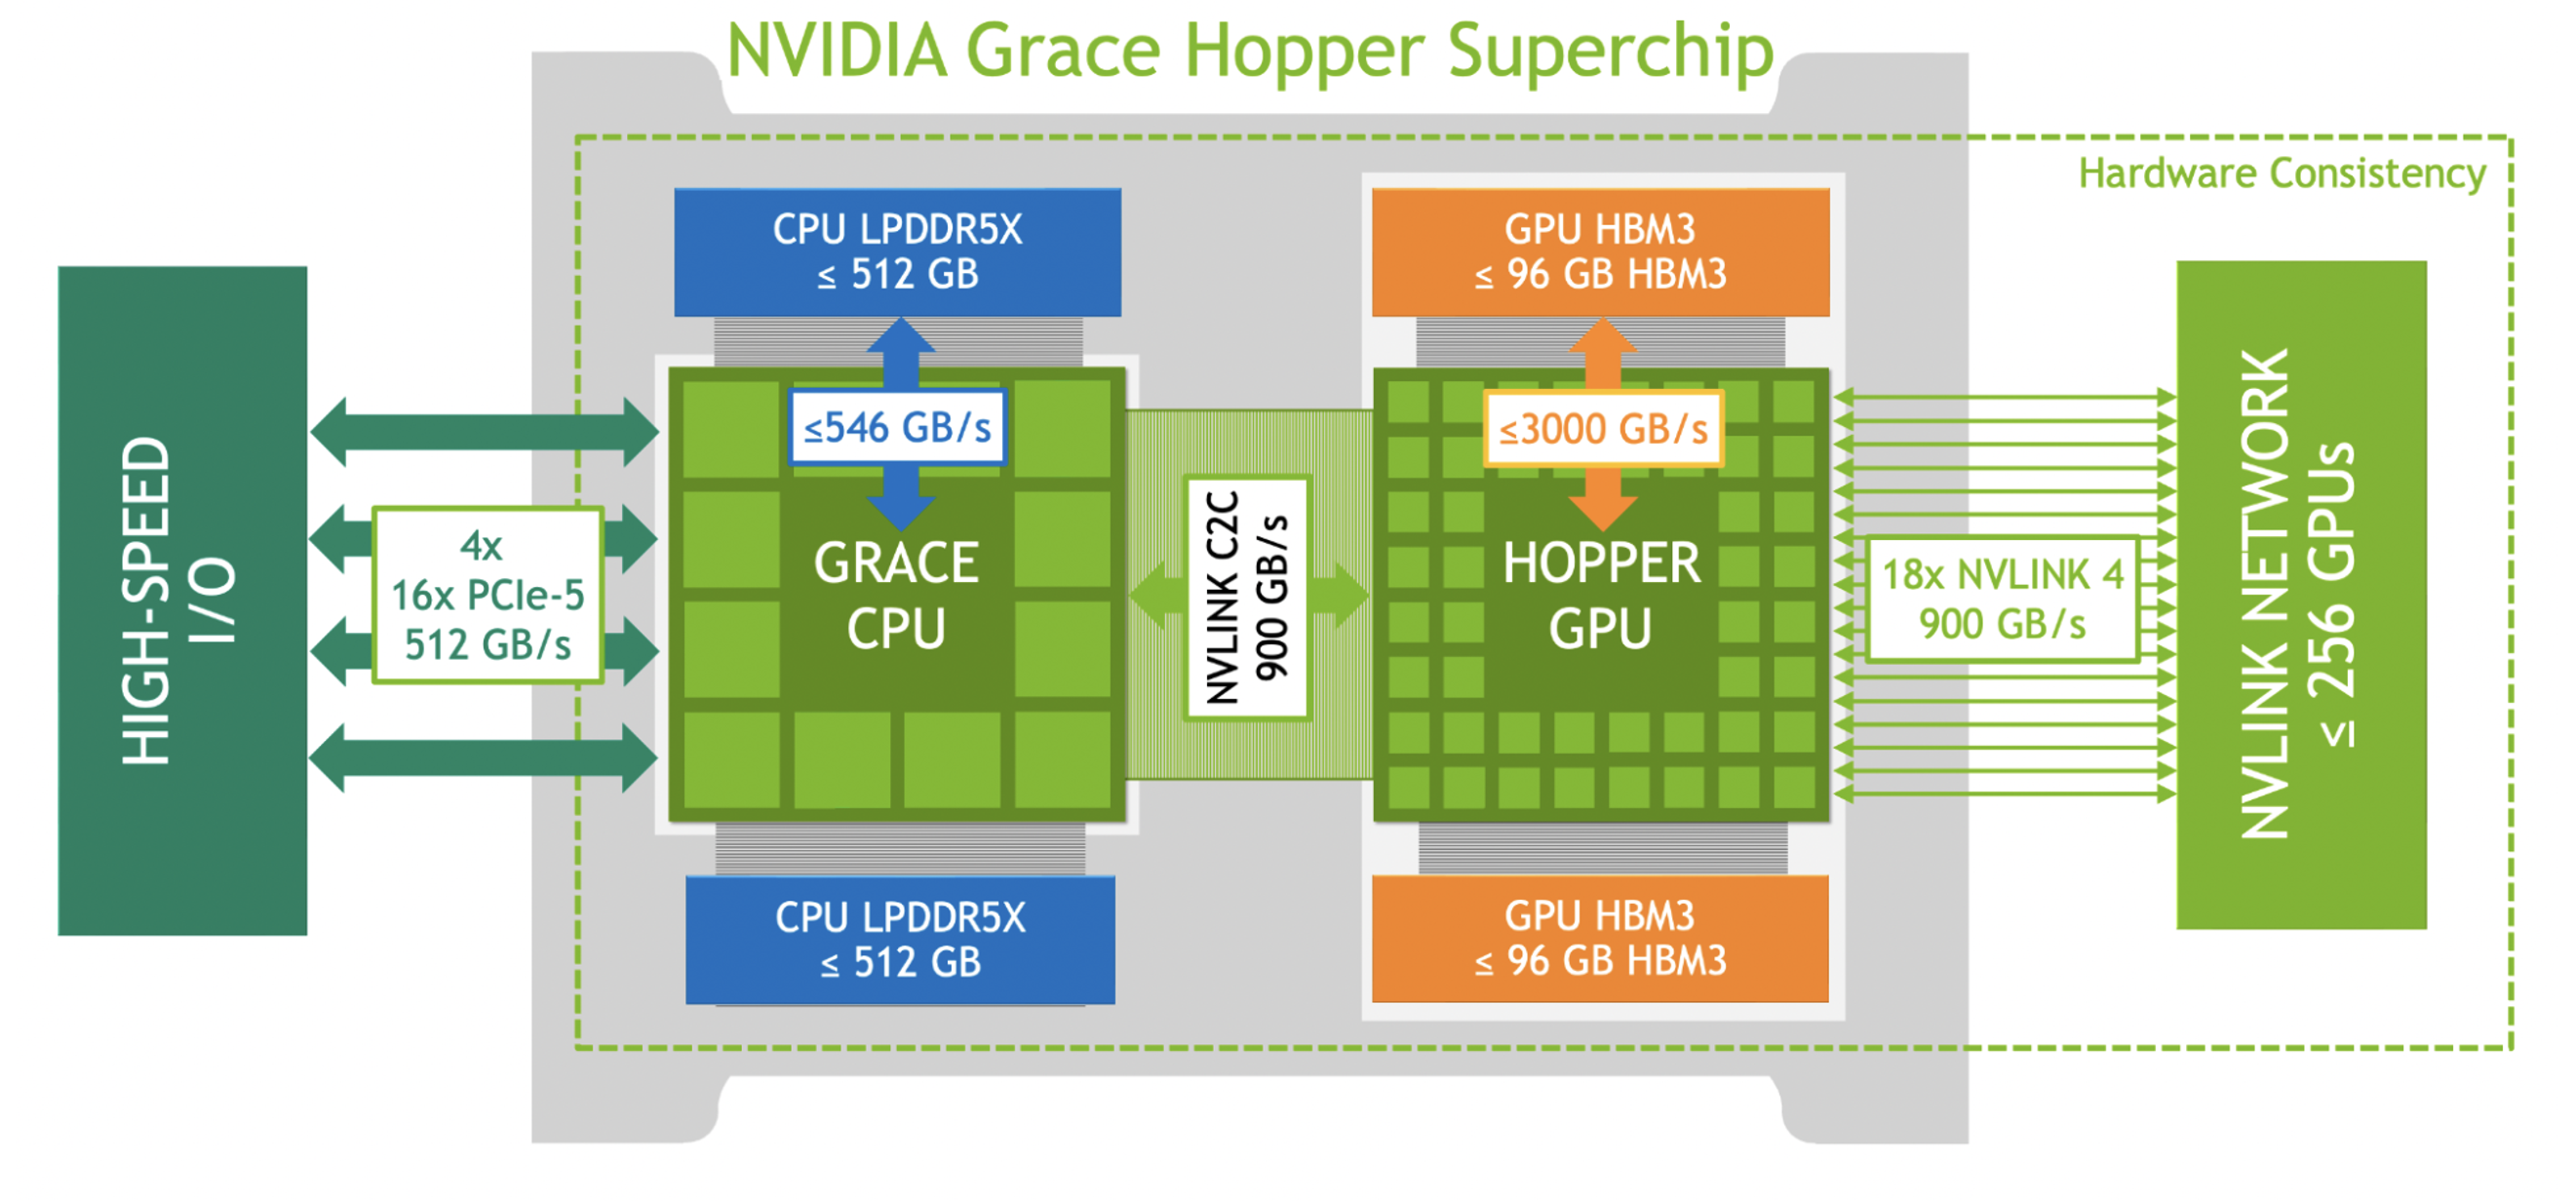 NVIDIA Grace Hopper Superchip
Hardware Consistency
CPU LPDDR5X
≤ 512 GB
GPU HBM3
≤ 96 GB HBM3
≤546 GB/s
≤3000 GB/s
HIGH-SPEED
I/O
4x
16x PCIe-5
512 GB/s
GRACE
CPU
NVLINK C2C
900 GB/s
HOPPER
GPU
18x NVLINK 4
900 GB/s
NVLINK NETWORK
≤ 256 GPUs
CPU LPDDR5X
≤ 512 GB
GPU HBM3
≤ 96 GB HBM3